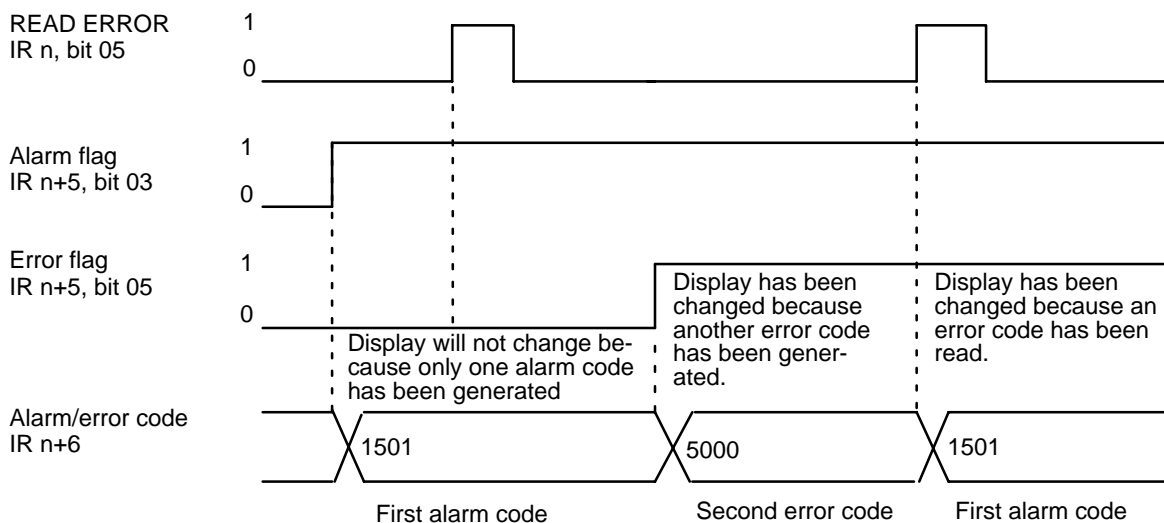 READ ERROR
IR n, bit 05
1
0
1
0
Alarm flag
IR n+5, bit 03
1
0
Error flag
IR n+5, bit 05
1
0
Display will not change be-
cause only one alarm code
has been generated
Display has been
changed because
another error code
has been gener-
ated.
Display has been
changed because an
error code has been
read.
Alarm/error code
IR n+6
1501
5000
1501
First alarm code
Second error code
First alarm code